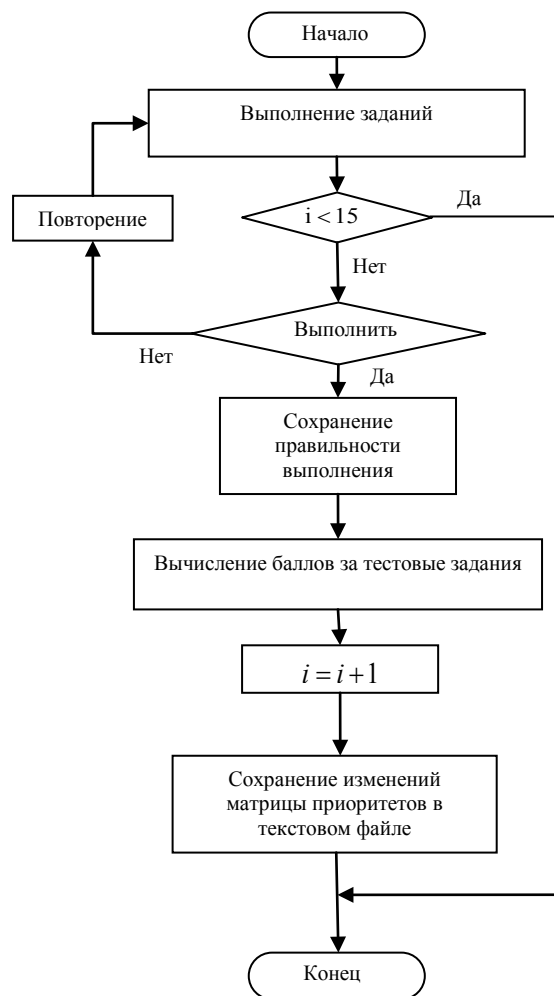 Начало
Выполнение заданий
Повторение
i < 15
Да
Нет
Выполнить
Нет
Да
Сохранение
правильности
выполнения
Вычисление баллов за тестовые задания
i = i + 1
Сохранение изменений
матрицы приоритетов в
текстовом файле
Конец